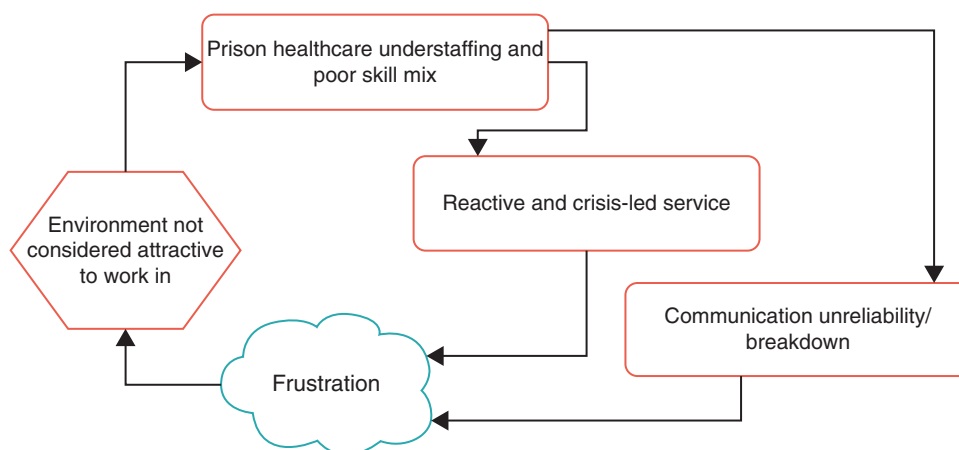 Prison healthcare understaffing and
poor skill mix
Reactive and crisis-led service
Environment not
considered attractive
to work in
Communication unreliability/
breakdown
Frustration